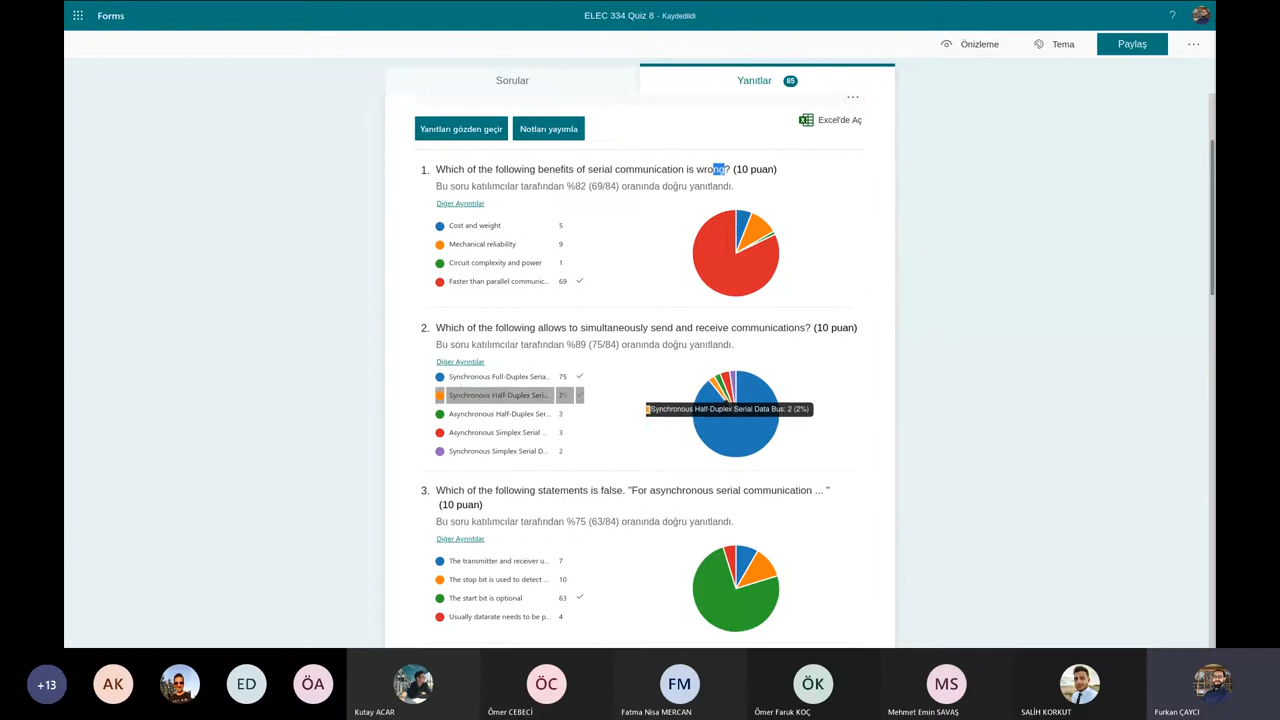 Forms
ELEC 334 Quiz 8 - Kaydedildi
?
Önizleme
Tema
Paylaş
Sorular
Yanıtlar 85
Yanıtları gözden geçir
Notları yayımla
Excel'de Aç
1. Which of the following benefits of serial communication is wrong? (10 puan)
Bu soru katılımcılar tarafından %82 (69/84) oranında doğru yanıtlandı.
Diğer Ayrıntılar
Cost and weight 5
Mechanical reliability 9
Circuit complexity and power 1
Faster than parallel communic... 69
2. Which of the following allows to simultaneously send and receive communications? (10 puan)
Bu soru katılımcılar tarafından %89 (75/84) oranında doğru yanıtlandı.
Diğer Ayrıntılar
Synchronous Full-Duplex Seria... 75
Synchronous Half-Duplex Seri... 2
Asynchronous Half-Duplex Ser... 2
Asynchronous Simplex Serial ... 3
Synchronous Simplex Serial D... 2
Synchronous Half-Duplex Serial Data Bus: 2 (2%)
3. Which of the following statements is false. "For asynchronous serial communication ... "
(10 puan)
Bu soru katılımcılar tarafından %75 (63/84) oranında doğru yanıtlandı.
Diğer Ayrıntılar
The transmitter and receiver u... 7
The stop bit is used to detect ... 10
The start bit is optional 63
Usually datarate needs to be p... 4
+13
AK
ED
ÖA
Kutay ACAR
ÖC
Ömer CEBECİ
FM
Fatma Nisa MERCAN
ÖK
Ömer Faruk KOÇ
MS
Mehmet Emin SAVAŞ
SALİH KORKUT
Furkan ÇAYCI